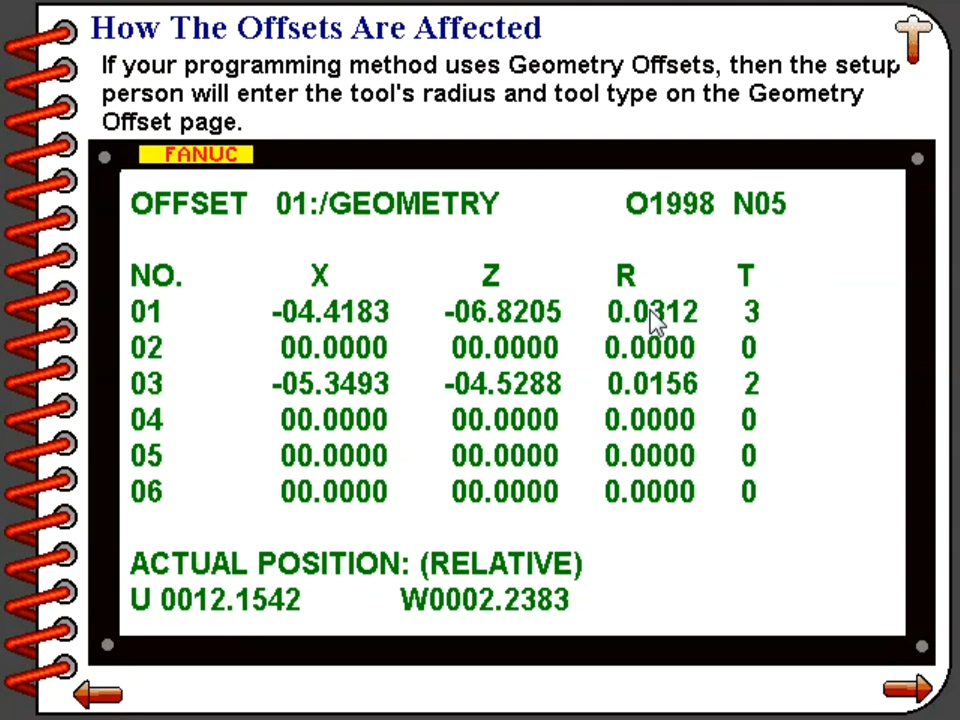 How The Offsets Are Affected
If your programming method uses Geometry Offsets, then the setup
person will enter the tool's radius and tool type on the Geometry
Offset page.
FANUC
OFFSET 01:/GEOMETRY O1998 N05
NO. X Z R T
01 -04.4183 -06.8205 0.0312 3
02 00.0000 00.0000 0.0000 0
03 -05.3493 -04.5288 0.0156 2
04 00.0000 00.0000 0.0000 0
05 00.0000 00.0000 0.0000 0
06 00.0000 00.0000 0.0000 0
ACTUAL POSITION: (RELATIVE)
U 0012.1542 W0002.2383